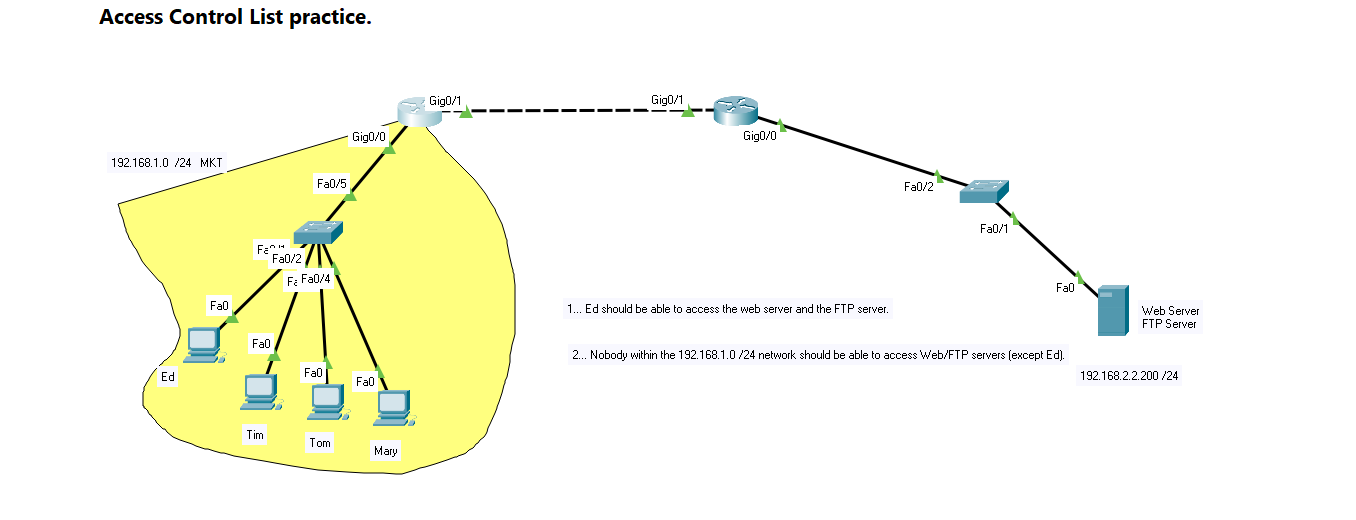 Access Control List practice.
Gig0/1
Gig0/1
Gig0/0
Gig0/0
192.168.1.0 /24 MKT
Fa0/5
Fa0/2
Fa0/1
Fa0/2
Fa0/4
Fa0
Fa0
Web Server
FTP Server
1... Ed should be able to access the web server and the FTP server.
Fa0
2... Nobody within the 192.168.1.0 /24 network should be able to access Web/FTP servers (except Ed).
Ed
Fa0
Fa0
192.168.2.2.200 /24
Tim
Tom
Mary